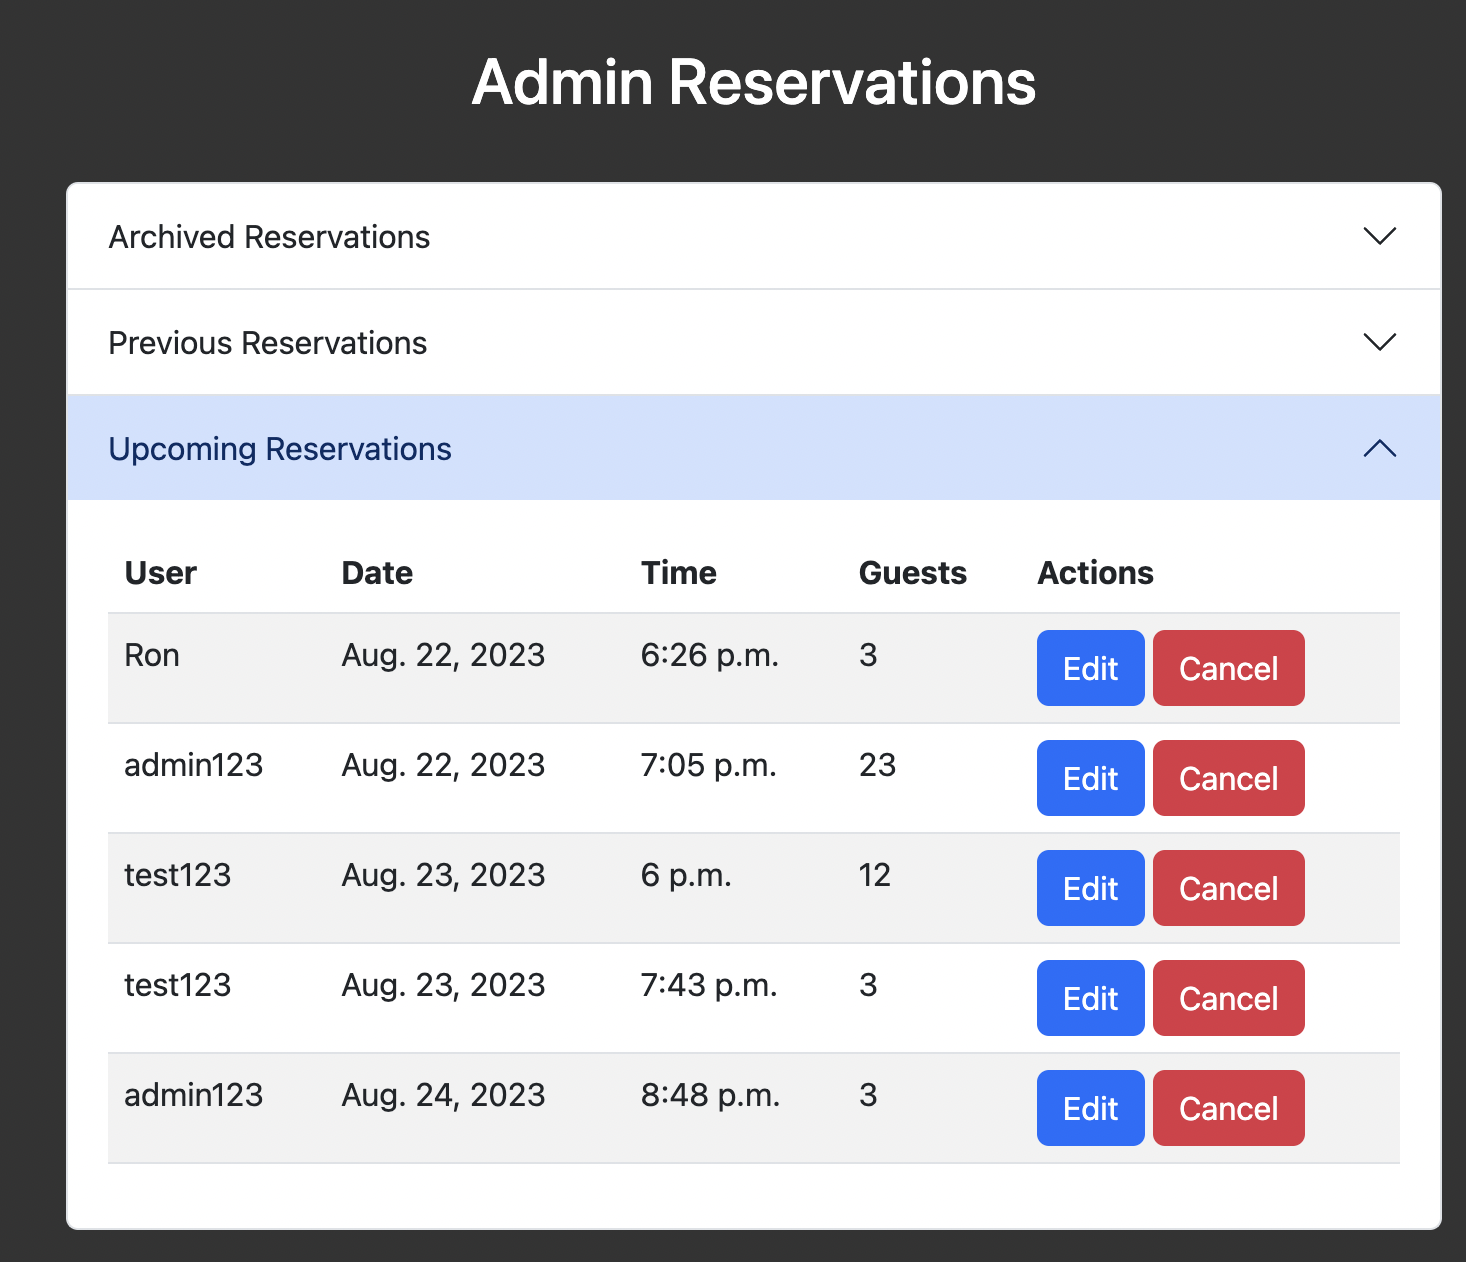 Admin Reservations
Archived Reservations
Previous Reservations
Upcoming Reservations
User Date Time Guests Actions
Ron Aug. 22, 2023 6:26 p.m. 3 Edit Cancel
admin123 Aug. 22, 2023 7:05 p.m. 23 Edit Cancel
test123 Aug. 23, 2023 6 p.m. 12 Edit Cancel
test123 Aug. 23, 2023 7:43 p.m. 3 Edit Cancel
admin123 Aug. 24, 2023 8:48 p.m. 3 Edit Cancel